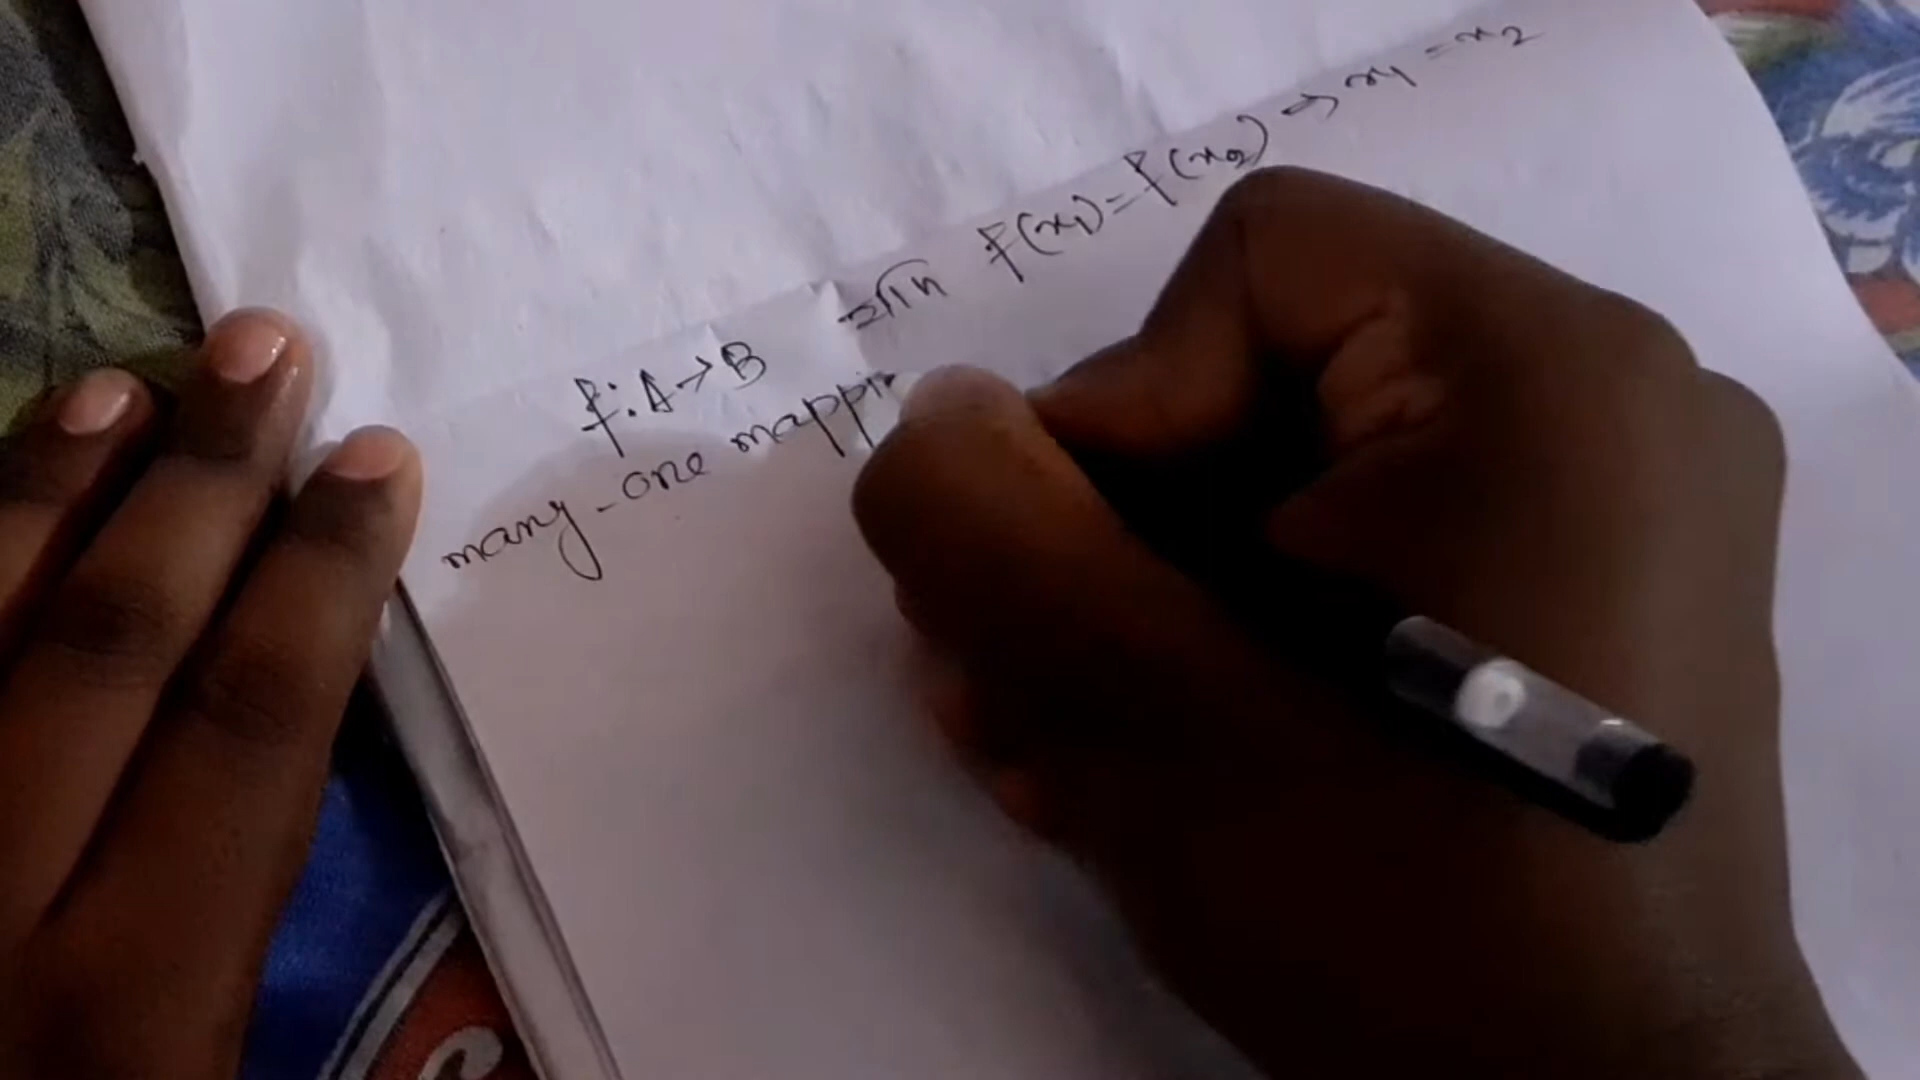 f:A→B যদি f(x₁)=f(x₂) → x₁=x₂
many-one mappi